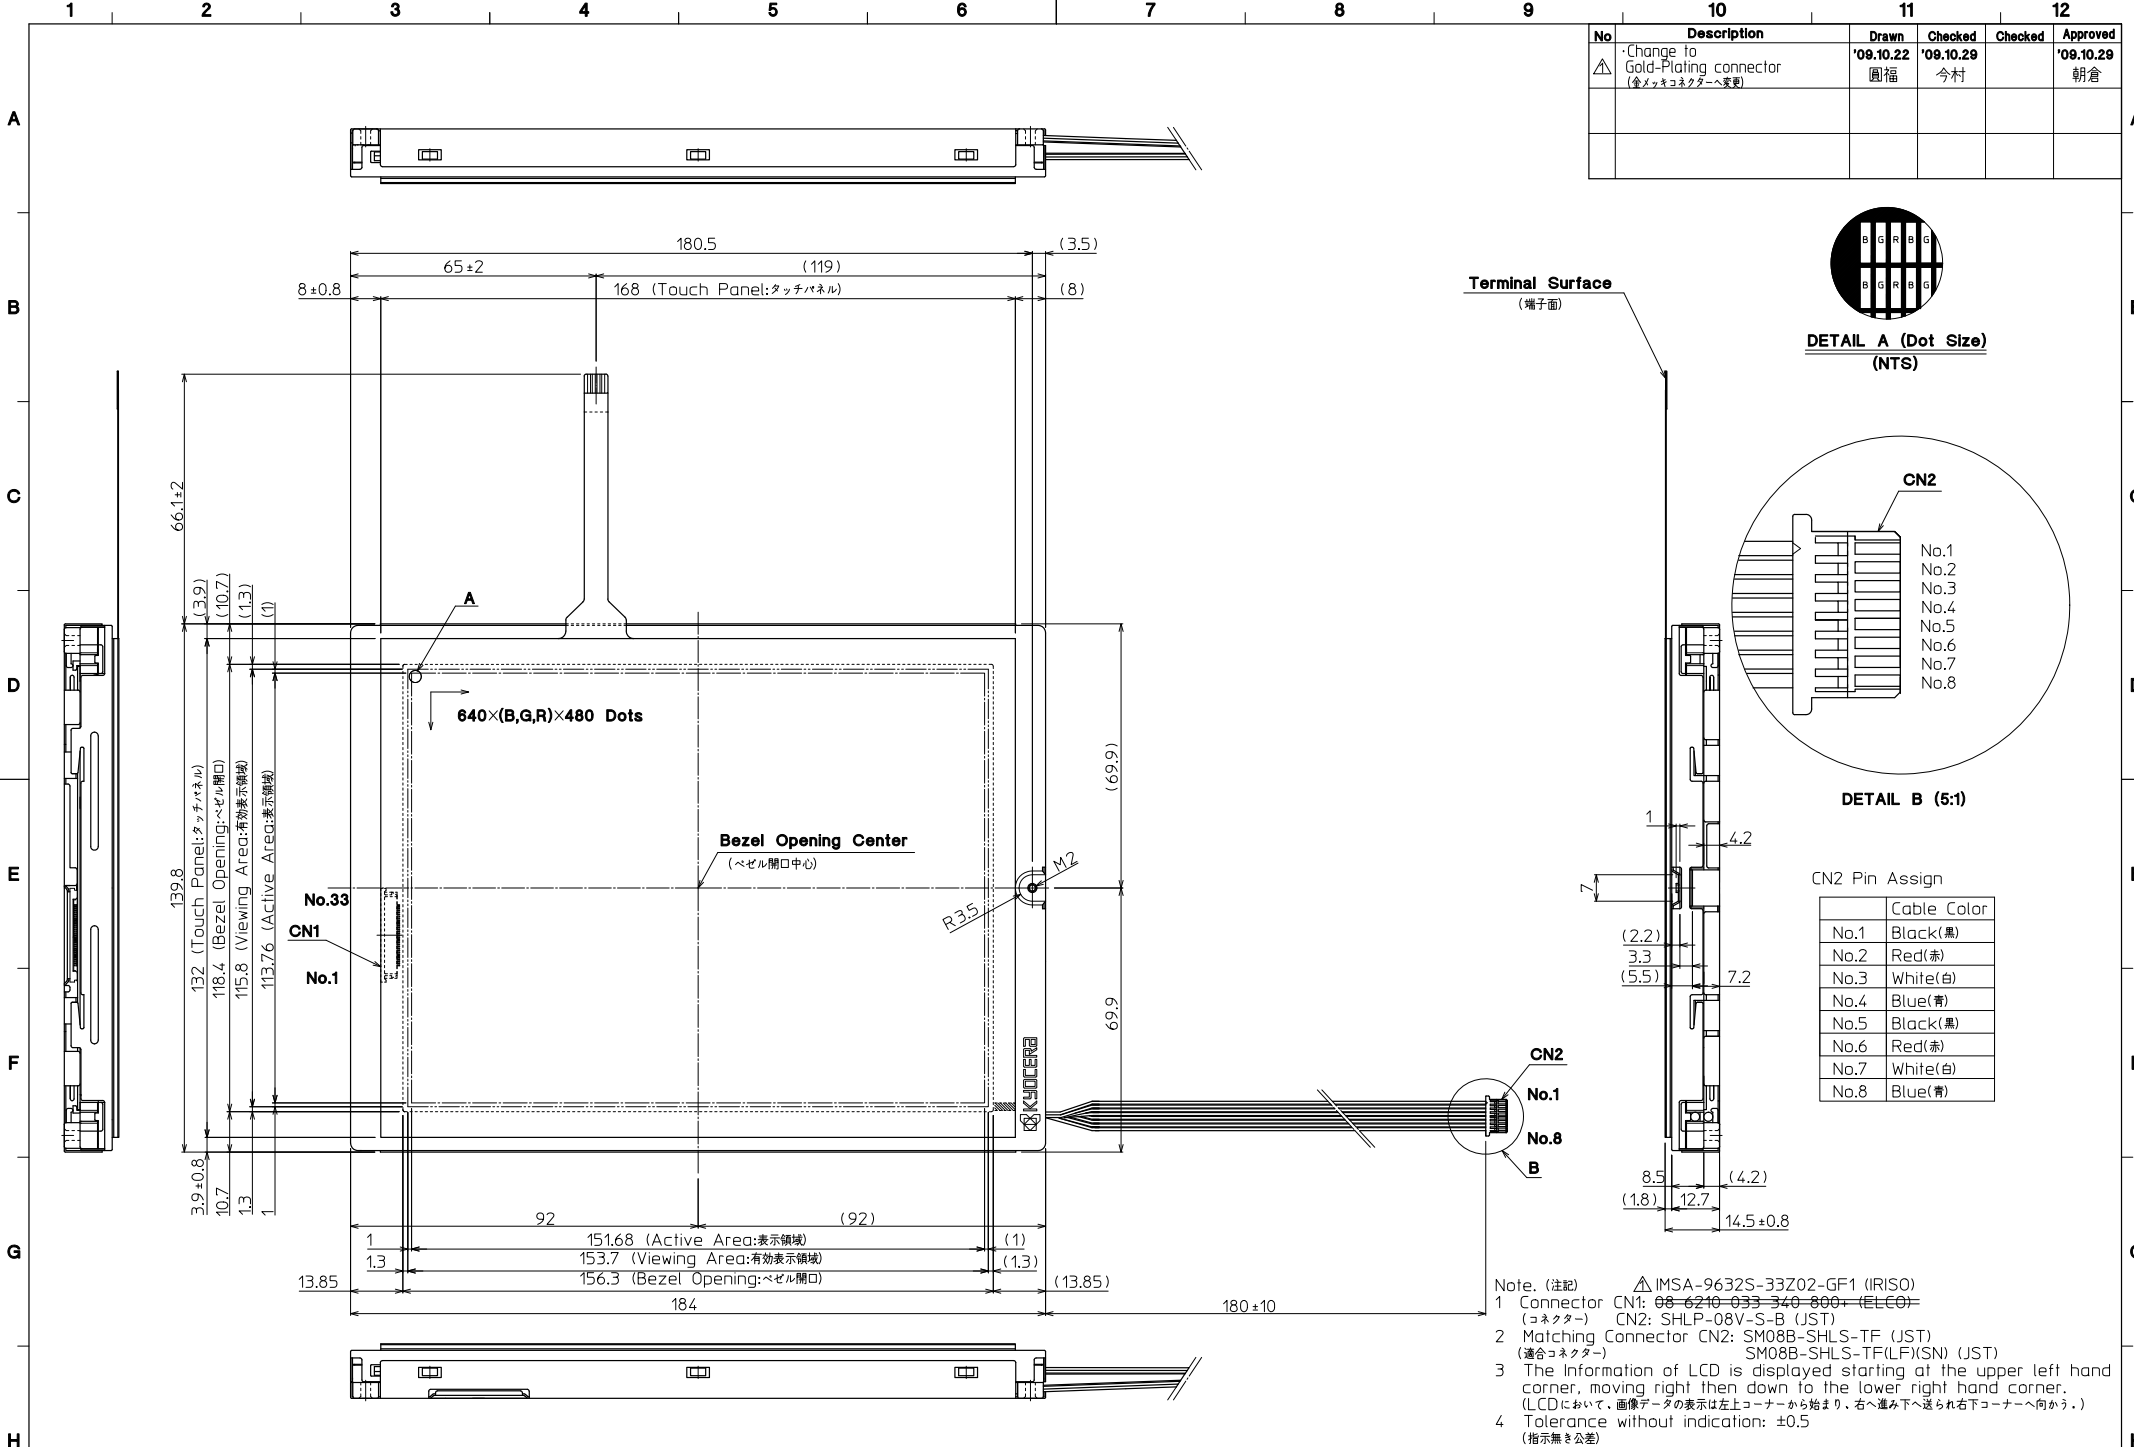 1 2 3 4 5 6 7 8 9 10 11 12
A
B
C
D
E
F
G
H
No Description Drawn Checked Checked Approved
1 ・Change to
Gold-Plating connector
(金メッキコネクターへ変更)
'09.10.22 '09.10.29 '09.10.29
圓福 今村 朝倉
180.5 (3.5)
65±2 (119)
8±0.8 168 (Touch Panel:タッチパネル) (8)
Terminal Surface
(端子面)
B G R B G
B G R B G
DETAIL A (Dot Size)
(NTS)
66.1±2
(3.9)
(10.7)
(1.3)
(1)
A
640×(B,G,R)×480 Dots
139.8
132 (Touch Panel:タッチパネル)
118.4 (Bezel Opening:ベゼル開口)
115.8 (Viewing Area:有効表示領域)
113.76 (Active Area:表示領域)
Bezel Opening Center
(ベゼル開口中心)
No.33
CN1
No.1
M2
R3.5
(69.9)
69.9
KYOCERA
3.9±0.8
10.7
1.3
1
92 (92)
1 151.68 (Active Area:表示領域) (1)
1.3 153.7 (Viewing Area:有効表示領域) (1.3)
13.85 156.3 (Bezel Opening:ベゼル開口) (13.85)
184 180±10
CN2
No.1
No.8
B
CN2
No.1
No.2
No.3
No.4
No.5
No.6
No.7
No.8
DETAIL B (5:1)
1
4.2
7
(2.2)
3.3
(5.5) 7.2
8.5 (4.2)
(1.8) 12.7
14.5±0.8
CN2 Pin Assign
Cable Color
No.1 Black(黒)
No.2 Red(赤)
No.3 White(白)
No.4 Blue(青)
No.5 Black(黒)
No.6 Red(赤)
No.7 White(白)
No.8 Blue(青)
Note. (注記) 1 IMSA-9632S-33Z02-GF1 (IRISO)
1 Connector CN1: 08 6210 033 340 800+ (ELCO)
(コネクター) CN2: SHLP-08V-S-B (JST)
2 Matching Connector CN2: SM08B-SHLS-TF (JST)
(適合コネクター) SM08B-SHLS-TF(LF)(SN) (JST)
3 The Information of LCD is displayed starting at the upper left hand
corner, moving right then down to the lower right hand corner.
(LCDにおいて、画像データの表示は左上コーナーから始まり、右へ進み下へ送られ右下コーナーへ向かう。)
4 Tolerance without indication: ±0.5
(指示無き公差)